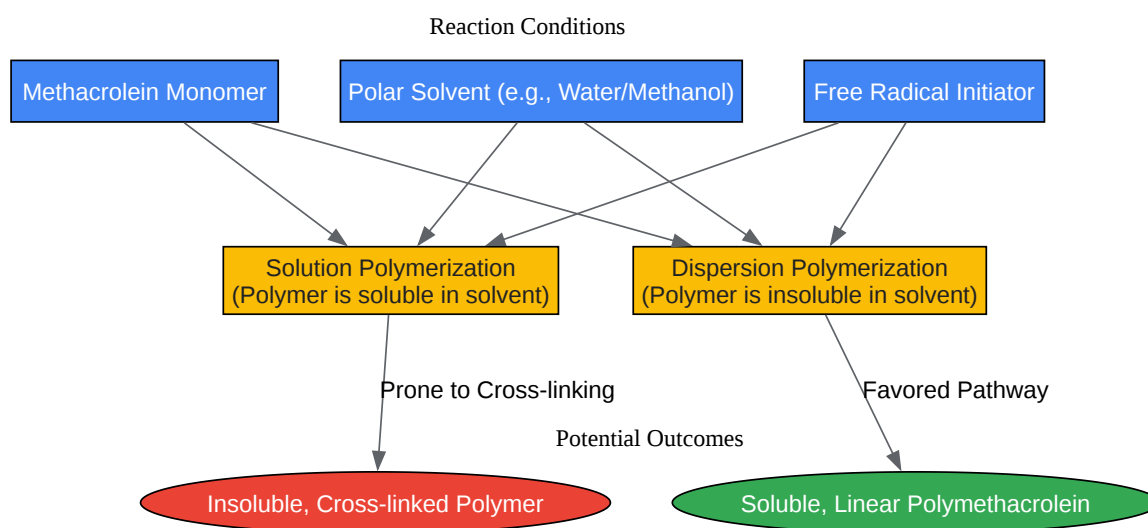 Reaction Conditions
Methacrolein Monomer
Polar Solvent (e.g., Water/Methanol)
Free Radical Initiator
Solution Polymerization
(Polymer is soluble in solvent)
Dispersion Polymerization
(Polymer is insoluble in solvent)
Prone to Cross-linking
Favored Pathway
Potential Outcomes
Insoluble, Cross-linked Polymer
Soluble, Linear Polymethacrolein